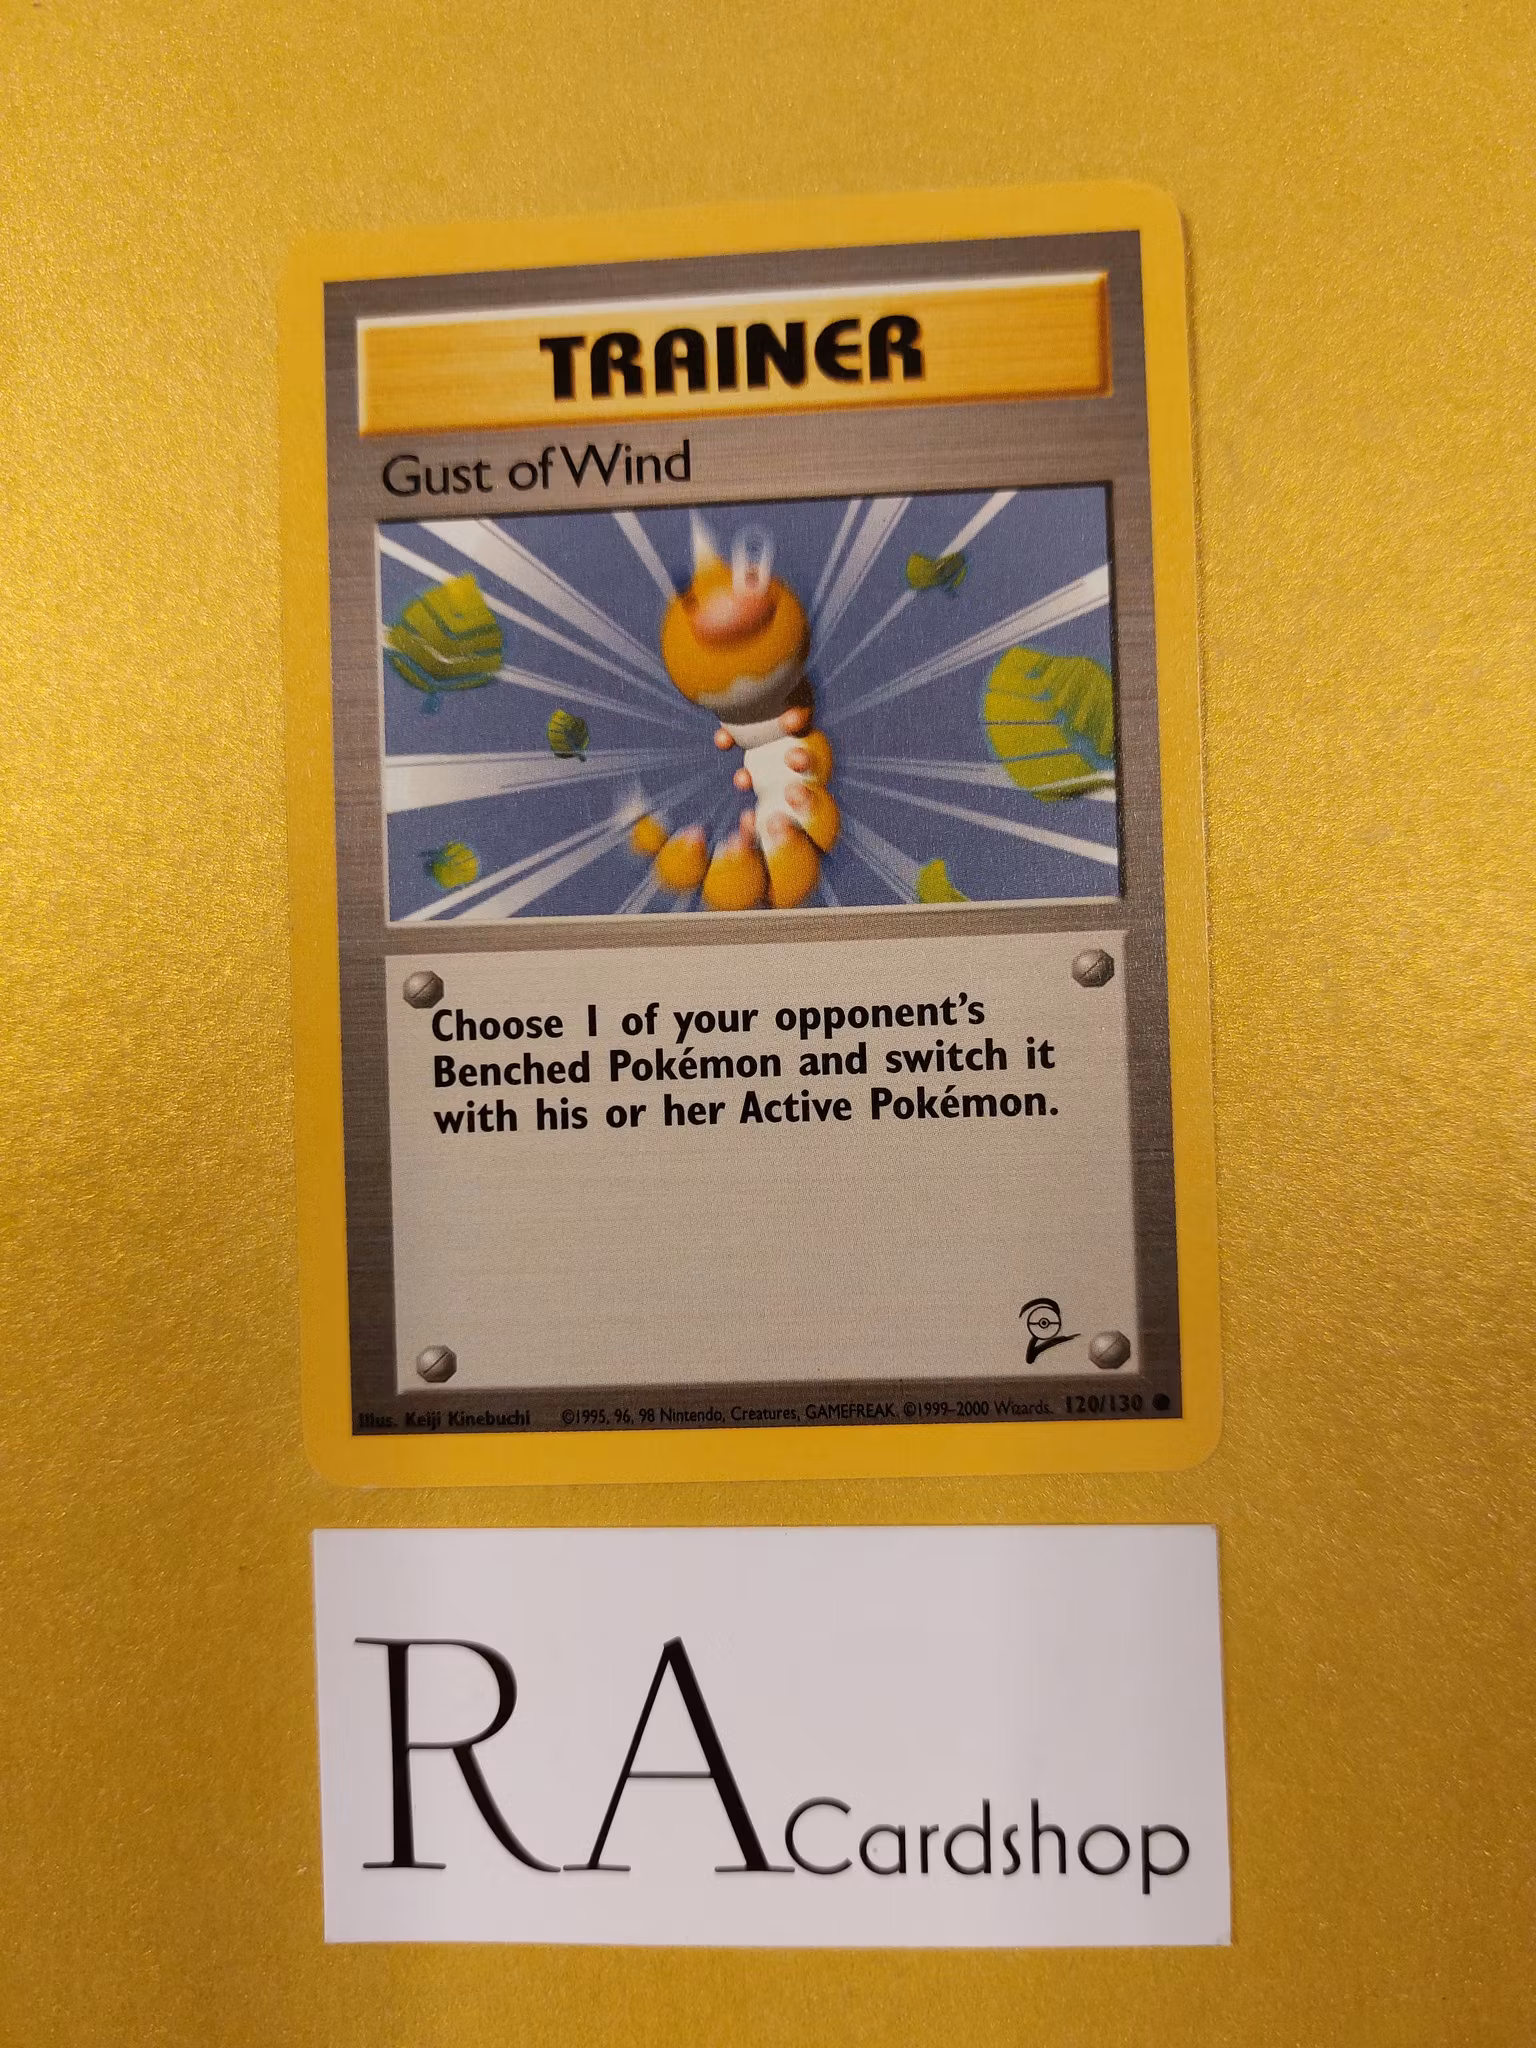 TRAINER
Gust of Wind
Choose 1 of your opponent's
Benched Pokémon and switch it
with his or her Active Pokémon.
Illus. Keiji Kinebuchi ©1995, 96, 98 Nintendo, Creatures, GAMEFREAK. ©1999–2000 Wizards. 120/130 ●
RA Cardshop